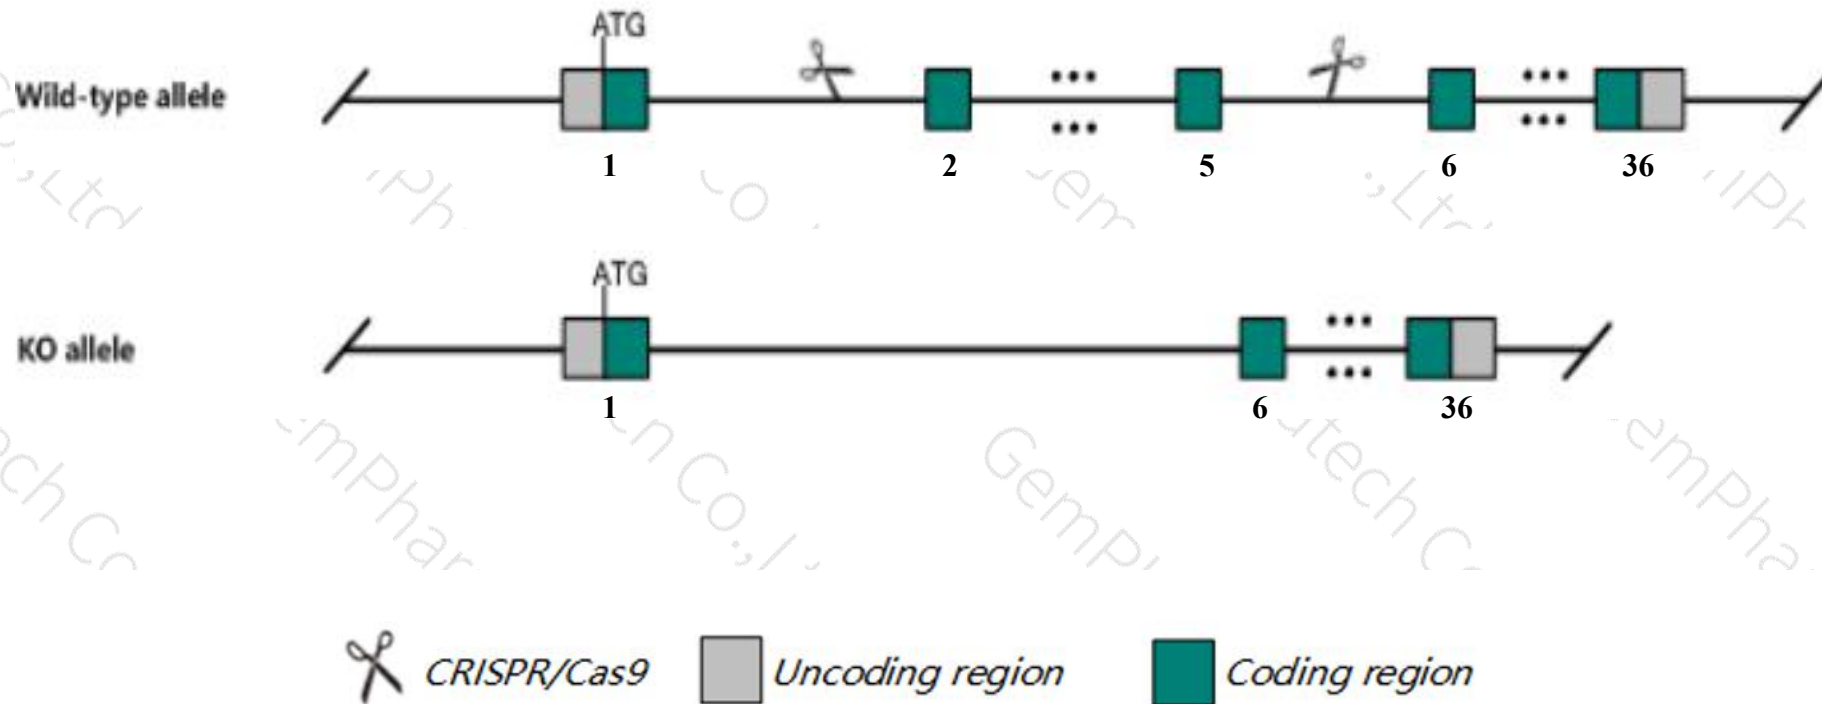 ATG
Wild-type allele
1 2 5 6 36
ATG
KO allele
1 6 36
GemPh
CRISPR/Cas9 Uncoding region Coding region